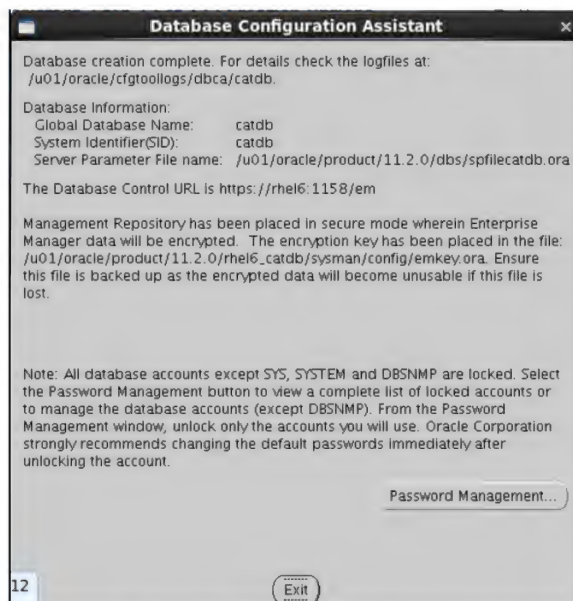 Database Configuration Assistant
Database creation complete. For details check the logfiles at:
/u01/oracle/cfgtoollogs/dbca/catdb.
Database Information:
Global Database Name: catdb
System Identifier(SID): catdb
Server Parameter File name: /u01/oracle/product/11.2.0/dbs/spfilecatdb.ora
The Database Control URL is https://rhel6:1158/em
Management Repository has been placed in secure mode wherein Enterprise
Manager data will be encrypted. The encryption key has been placed in the file:
/u01/oracle/product/11.2.0/rhel6_catdb/sysman/config/emkey.ora. Ensure
this file is backed up as the encrypted data will become unusable if this file is
lost.
Note: All database accounts except SYS, SYSTEM and DBSNMP are locked. Select
the Password Management button to view a complete list of locked accounts or
to manage the database accounts (except DBSNMP). From the Password
Management window, unlock only the accounts you will use. Oracle Corporation
strongly recommends changing the default passwords immediately after
unlocking the account.
Password Management...
12
Exit